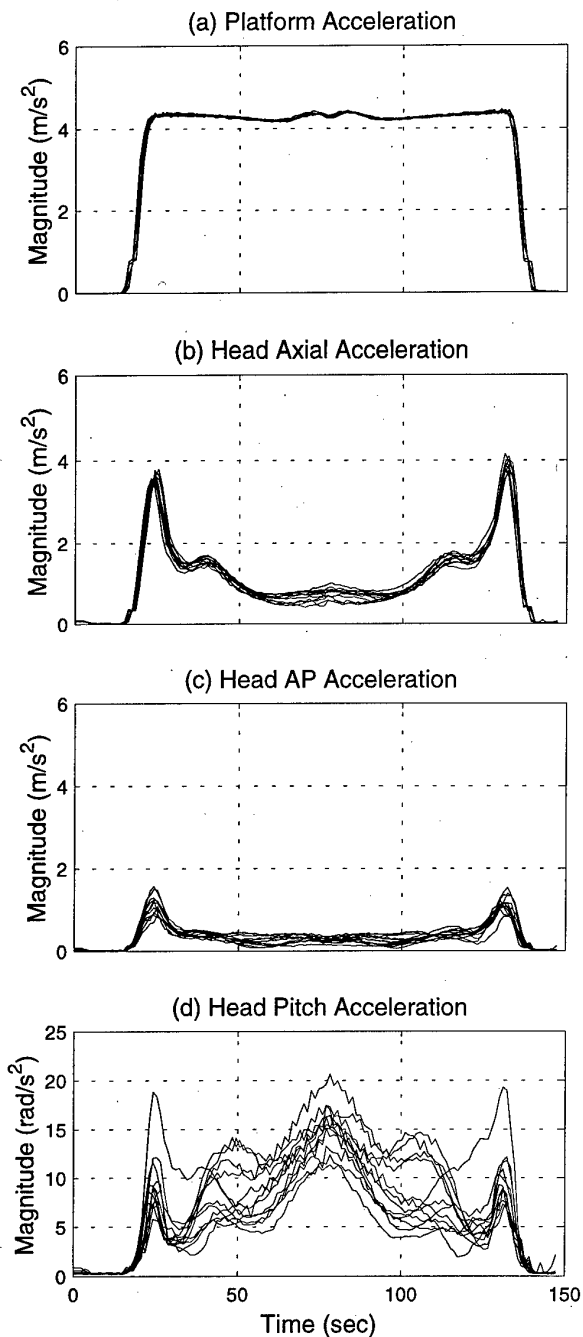 (a) Platform Acceleration
6
4
2
0
Magnitude (m/s²)
(b) Head Axial Acceleration
6
4
2
0
Magnitude (m/s²)
(c) Head AP Acceleration
6
4
2
0
Magnitude (m/s²)
(d) Head Pitch Acceleration
25
20
15
10
5
0
Magnitude (rad/s²)
0 50 100 150
Time (sec)